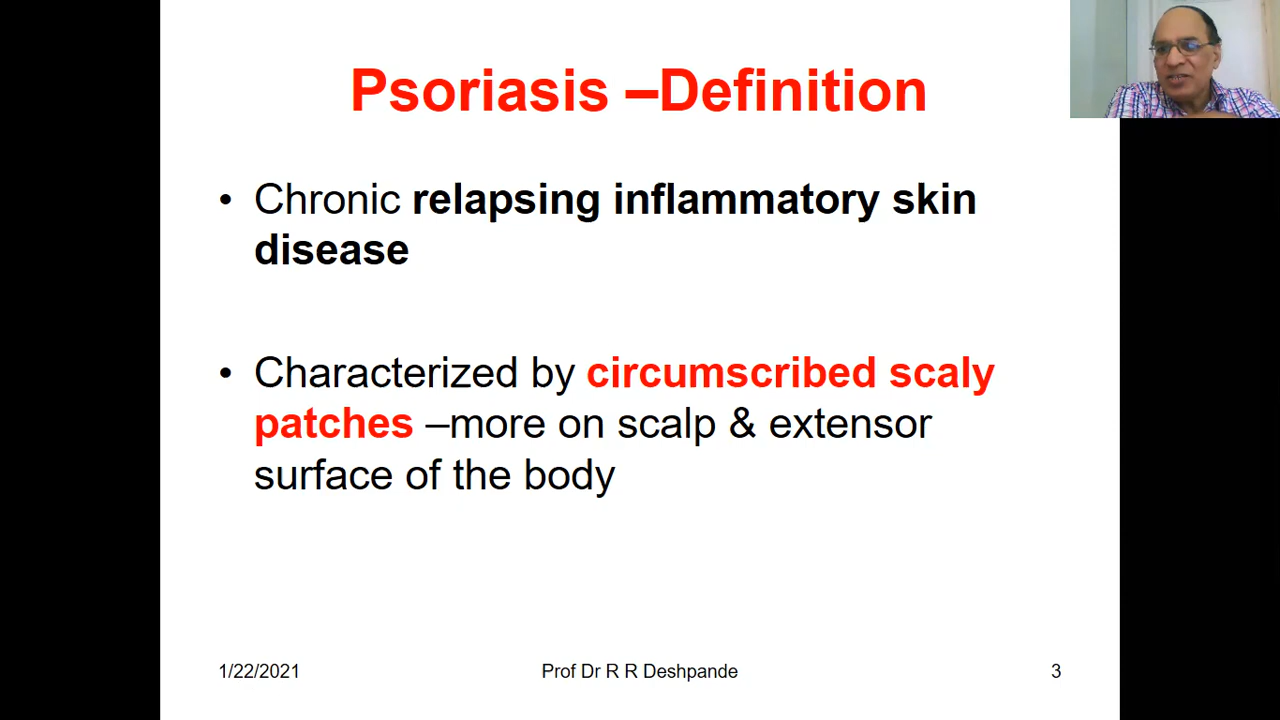 Psoriasis –Definition
• Chronic relapsing inflammatory skin
disease
• Characterized by circumscribed scaly
patches –more on scalp & extensor
surface of the body
1/22/2021
Prof Dr R R Deshpande
3